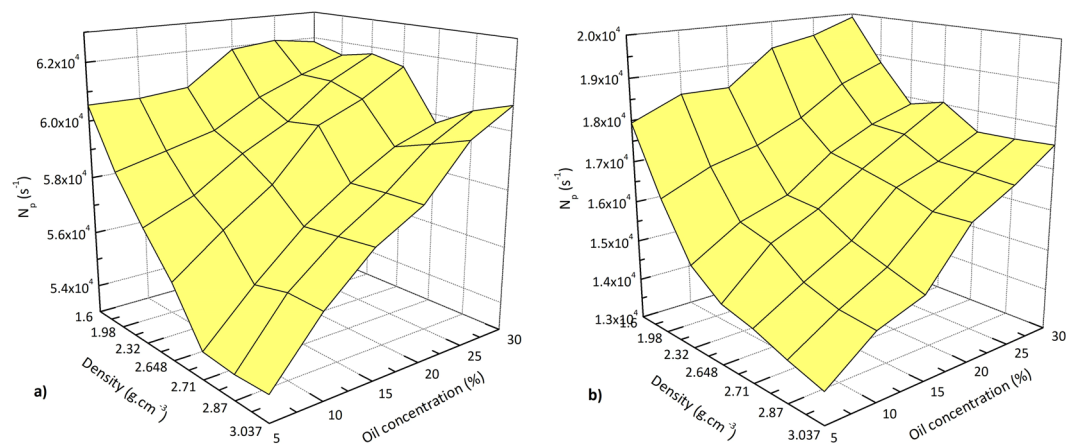 6.2x10⁴
6.0x10⁴
5.8x10⁴
5.6x10⁴
5.4x10⁴
Nₚ (s⁻¹)
1.6
1.98
2.32
2.648
2.71
2.87
3.037
Density (g.cm⁻³)
5
10
15
20
25
30
Oil concentration (%)
a)
2.0x10⁴
1.9x10⁴
1.8x10⁴
1.7x10⁴
1.6x10⁴
1.5x10⁴
1.4x10⁴
1.3x10⁴
Nₚ (s⁻¹)
1.6
1.98
2.32
2.648
2.71
2.87
3.037
Density (g.cm⁻³)
5
10
15
20
25
30
Oil concentration (%)
b)